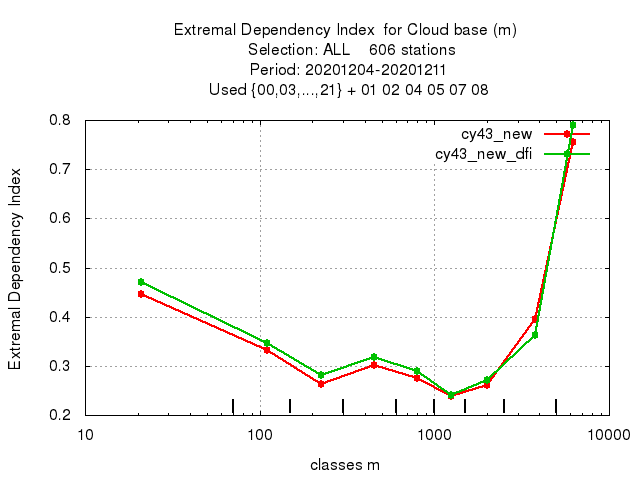 Extremal Dependency Index  for Cloud base (m)
Selection: ALL    606 stations
Period: 20201204-20201211
Used {00,03,...,21} + 01 02 04 05 07 08
cy43_new
cy43_new_dfi
Extremal Dependency Index
0.8
0.7
0.6
0.5
0.4
0.3
0.2
10
100
1000
10000
classes m